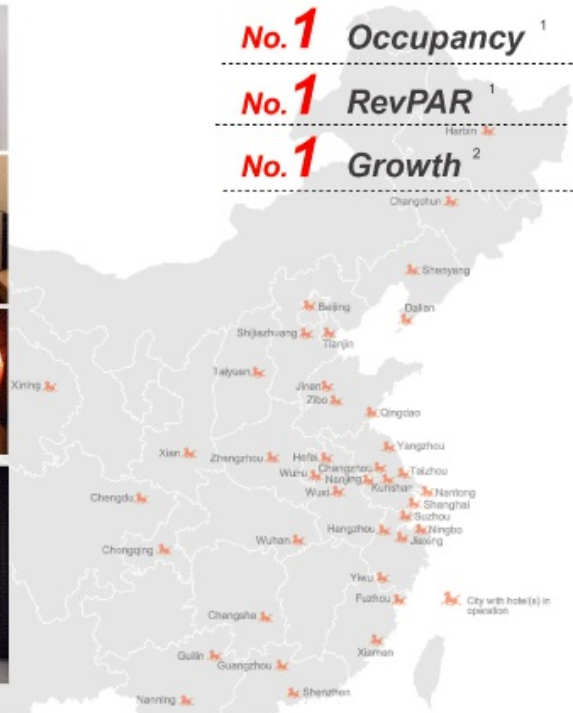 No.1 Occupancy 1
No.1 RevPAR 1
Harbin
No.1 Growth 2
Changchun
Shenyang
Beijing
Dalian
Shijiazhuang
Tianjin
Taiyuan
Xining
Jinan
Zibo
Qingdao
Yangzhou
Xian
Zhengzhou
Hefei
Changzhou
Taizhou
Wuhu
Nanjing
Kunshan
Wuxi
Nantong
Chengdu
Shanghai
Suzhou
Hangzhou
Ningbo
Wuhan
Jiaxing
Chongqing
Yiwu
Fuzhou
City with hotel(s) in
operation
Changsha
Xiamen
Guilin
Guangzhou
Shenzhen
Nanning